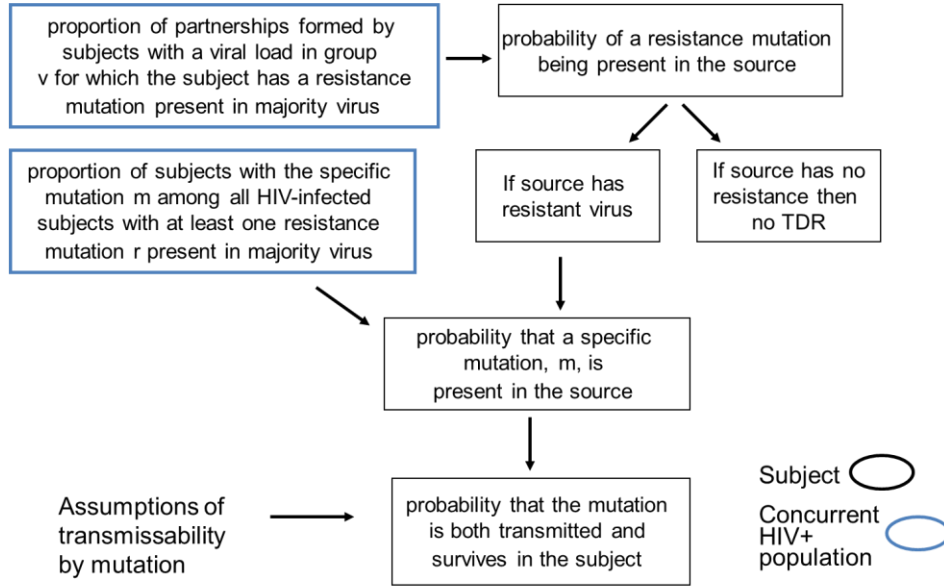 proportion of partnerships formed by
subjects with a viral load in group
v for which the subject has a resistance
mutation present in majority virus
probability of a resistance mutation
being present in the source
proportion of subjects with the specific
mutation m among all HIV-infected
subjects with at least one resistance
mutation r present in majority virus
If source has
resistant virus
If source has no
resistance then
no TDR
probability that a specific
mutation, m, is
present in the source
Assumptions of
transmissability
by mutation
probability that the mutation
is both transmitted and
survives in the subject
Subject
Concurrent
HIV+
population